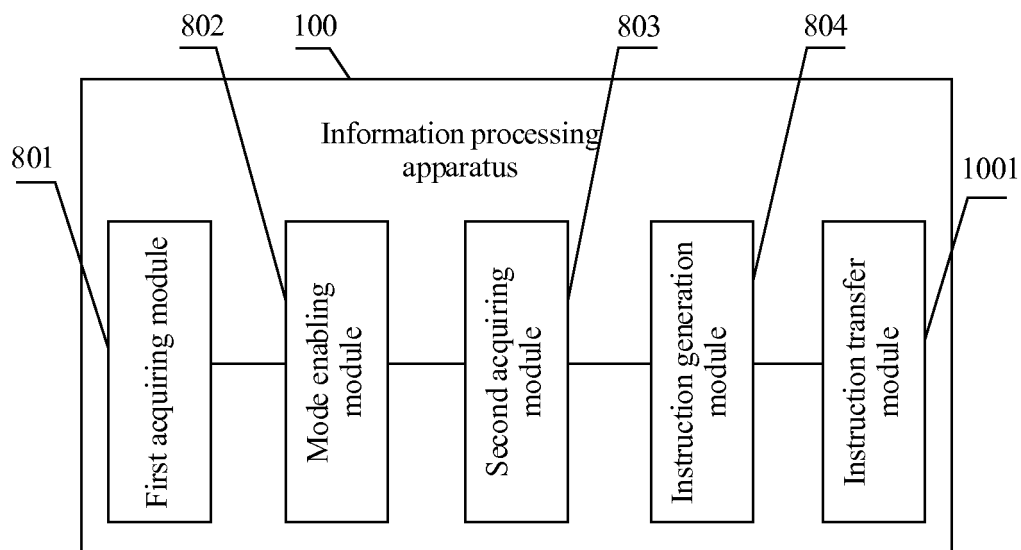 802
100
803
804
Information processing
apparatus
801
1001
First acquiring module
Mode enabling
module
Second acquiring
module
Instruction generation
module
Instruction transfer
module